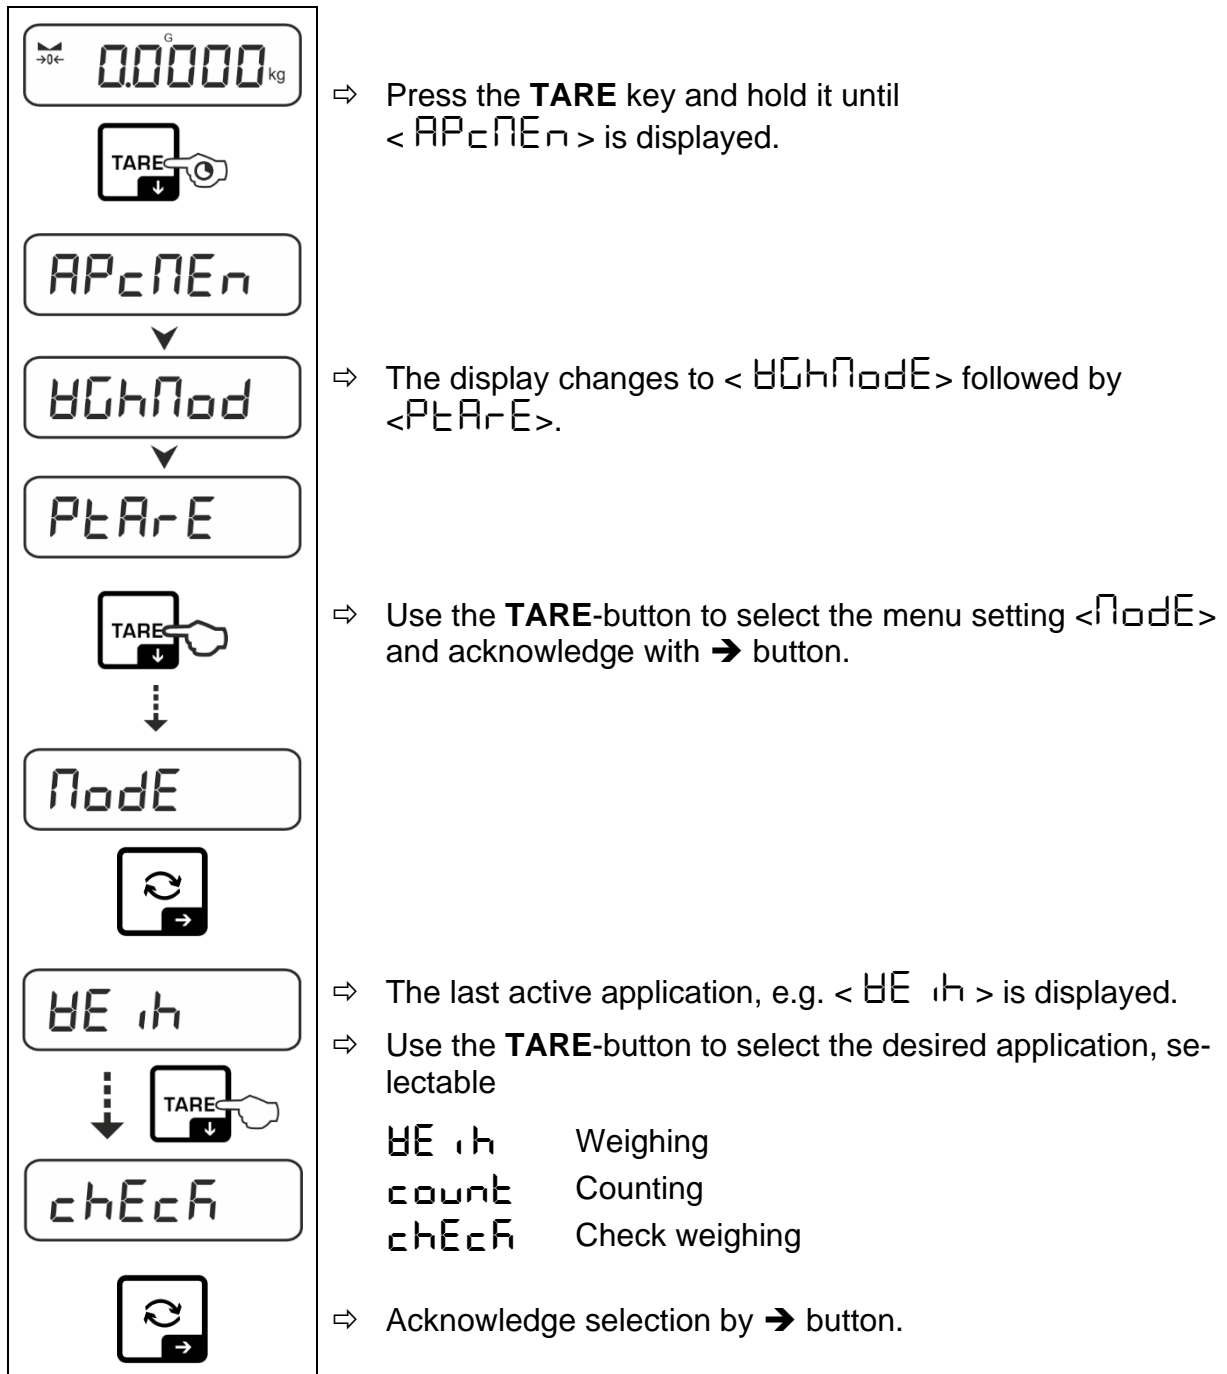 →0← G 0.0000 kg
⇨ Press the TARE key and hold it until
< APcMEn > is displayed.
TARE ↓
APcMEn
WGhMod
⇨ The display changes to < WGhModE> followed by
<PtArE>.
PtArE
TARE ↓
⇨ Use the TARE-button to select the menu setting <ModE>
and acknowledge with ➔ button.
ModE
→
WEih
⇨ The last active application, e.g. < WEih > is displayed.
⇨ Use the TARE-button to select the desired application, se-
lectable
TARE ↓
WEih Weighing
count Counting
chEck
chEck Check weighing
⇨ Acknowledge selection by ➔ button.
→